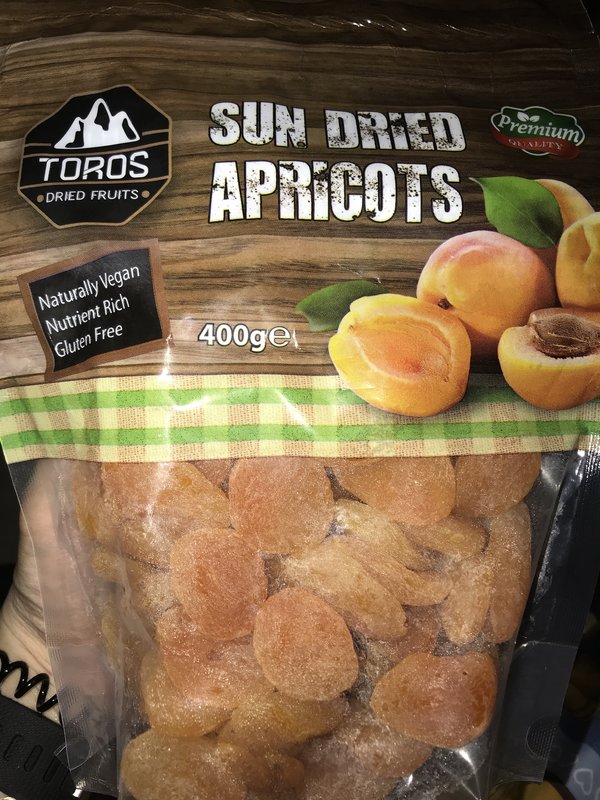 SUN DRIED
APRICOTS
Premium
QUALITY
TOROS
• DRIED FRUITS •
Naturally Vegan
Nutrient Rich
Gluten Free
400g℮